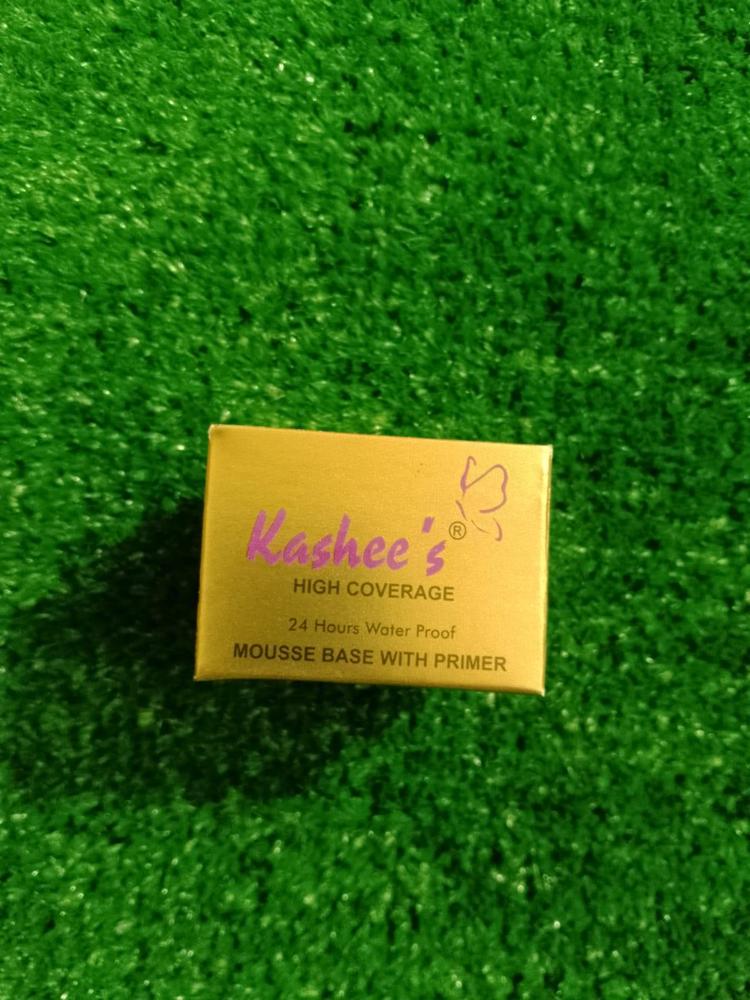 Kashee's®
HIGH COVERAGE
24 Hours Water Proof
MOUSSE BASE WITH PRIMER